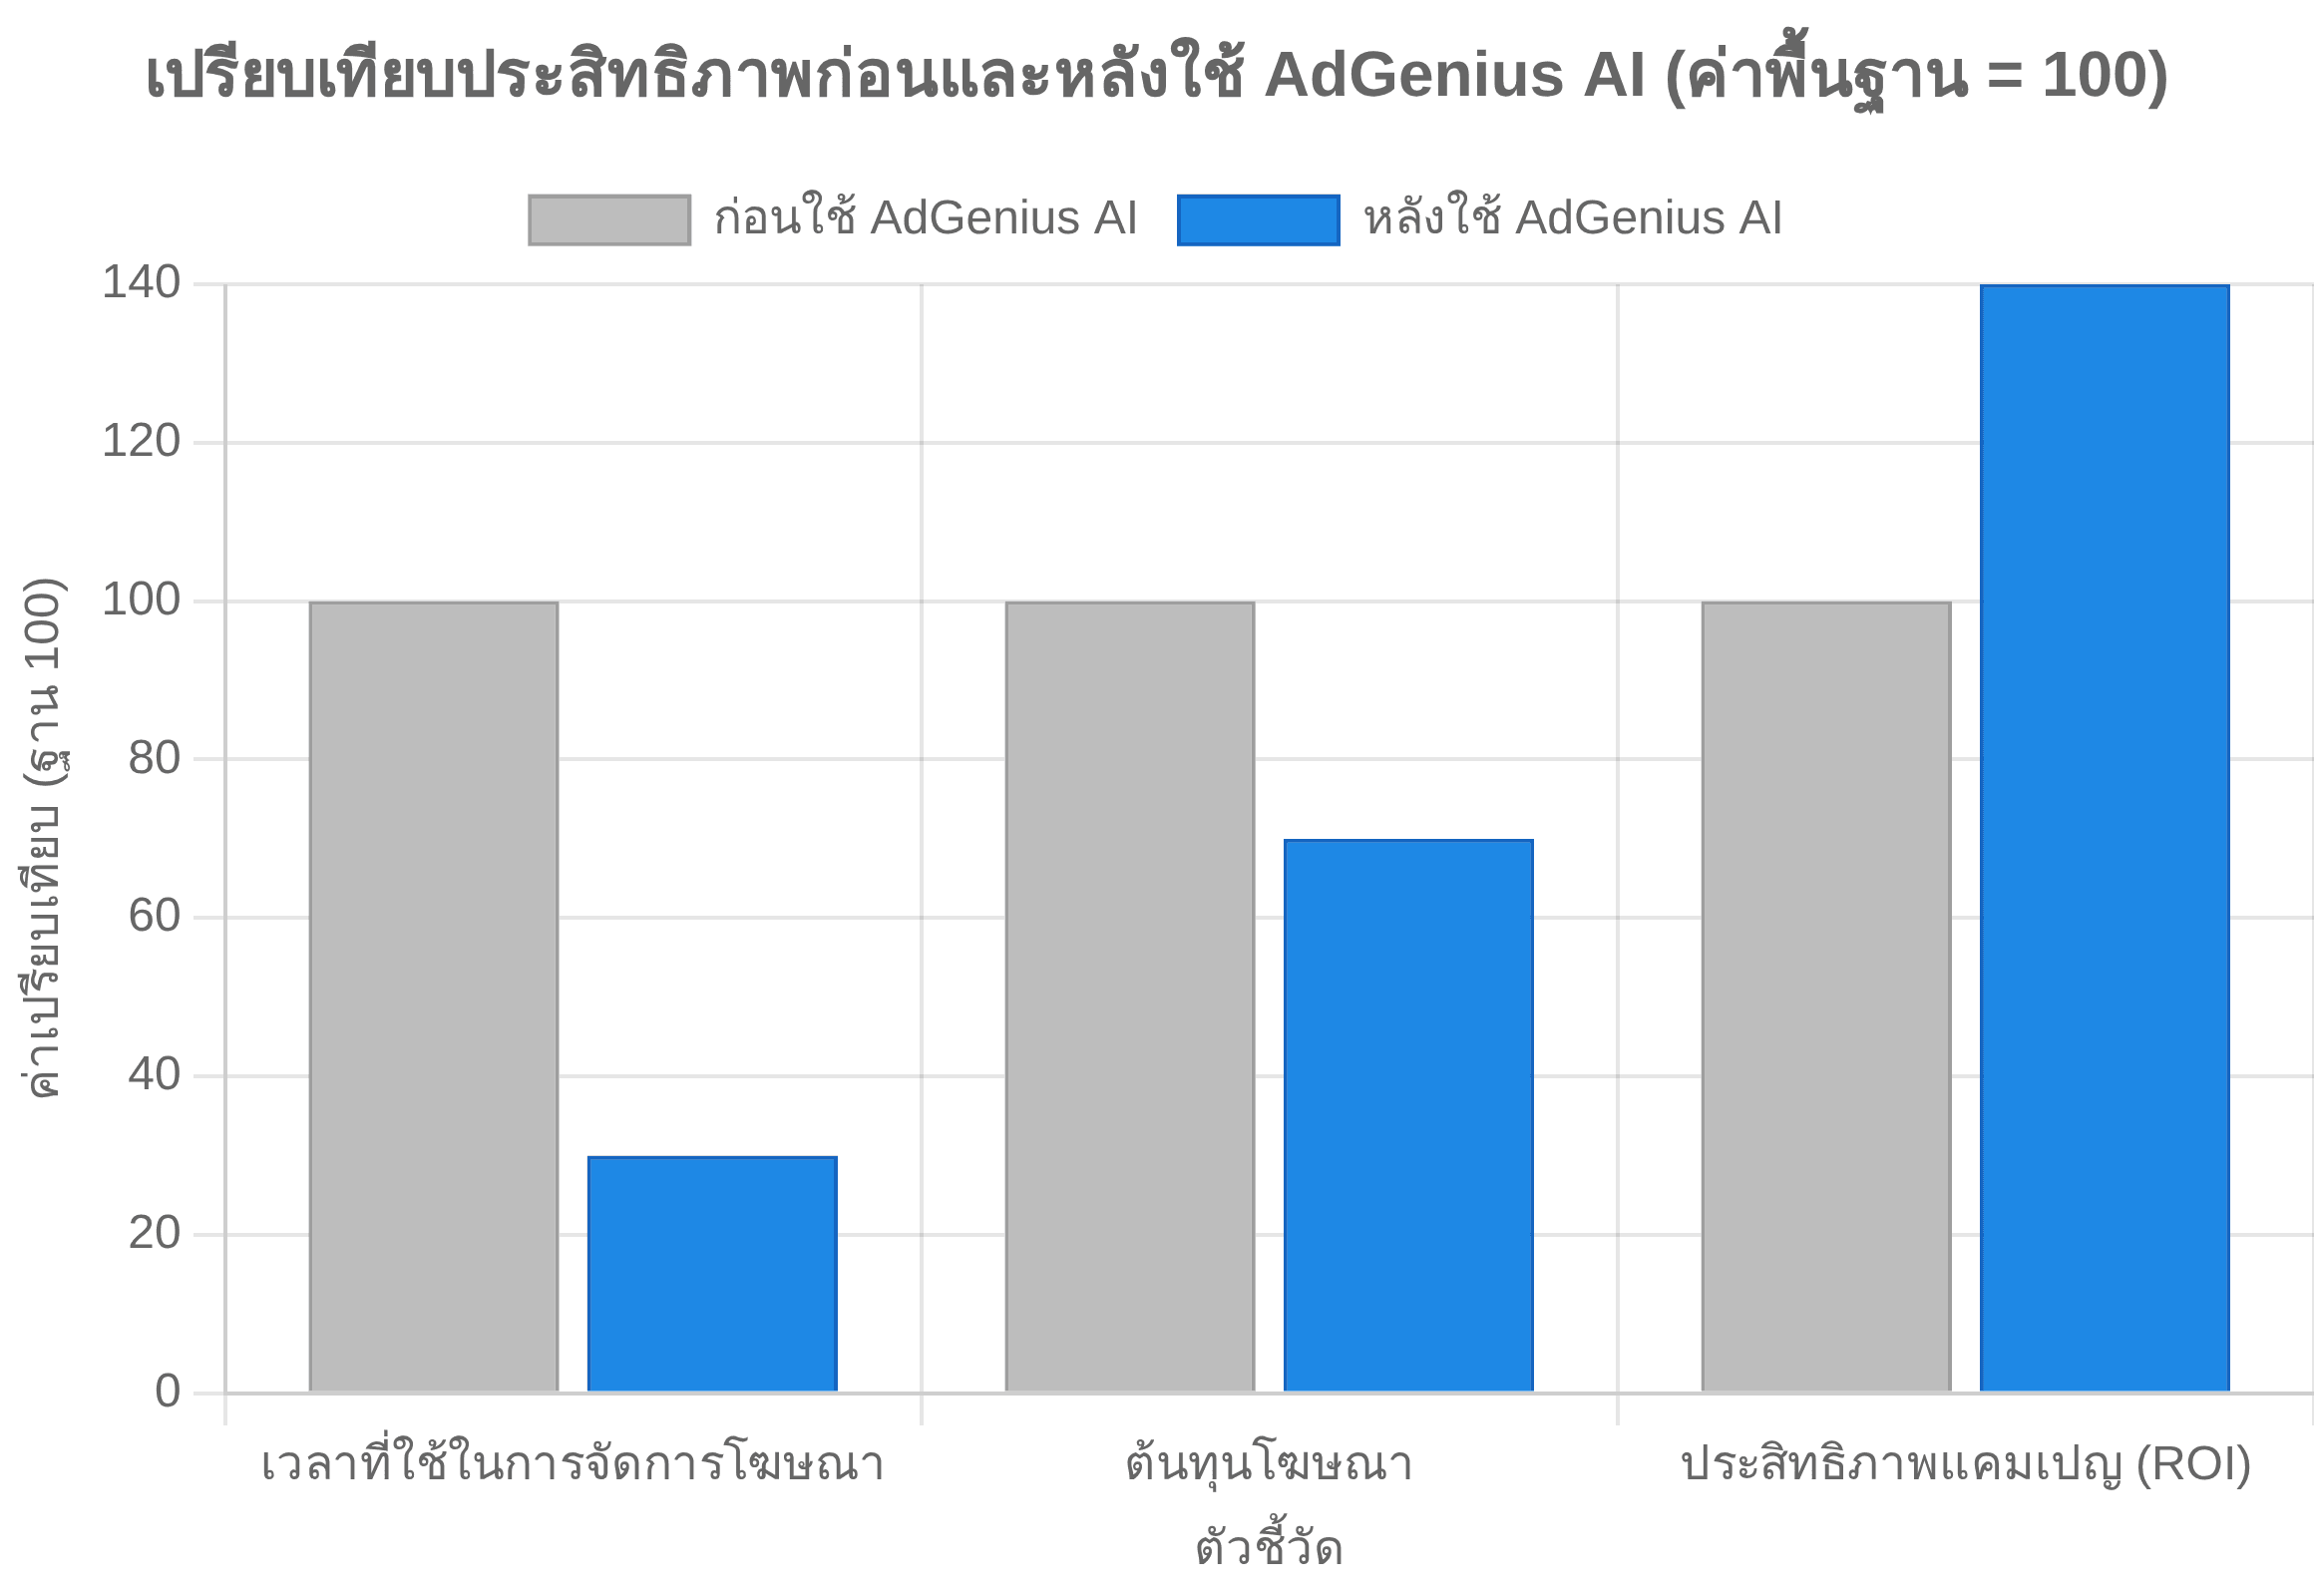 เปรียบเทียบประสิทธิภาพก่อนและหลังใช้ AdGenius AI (ค่าพื้นฐาน = 100)
ก่อนใช้ AdGenius AI
หลังใช้ AdGenius AI
ค่าเปรียบเทียบ (ฐาน 100)
140
120
100
80
60
40
20
0
เวลาที่ใช้ในการจัดการโฆษณา
ต้นทุนโฆษณา
ประสิทธิภาพแคมเปญ (ROI)
ตัวชี้วัด